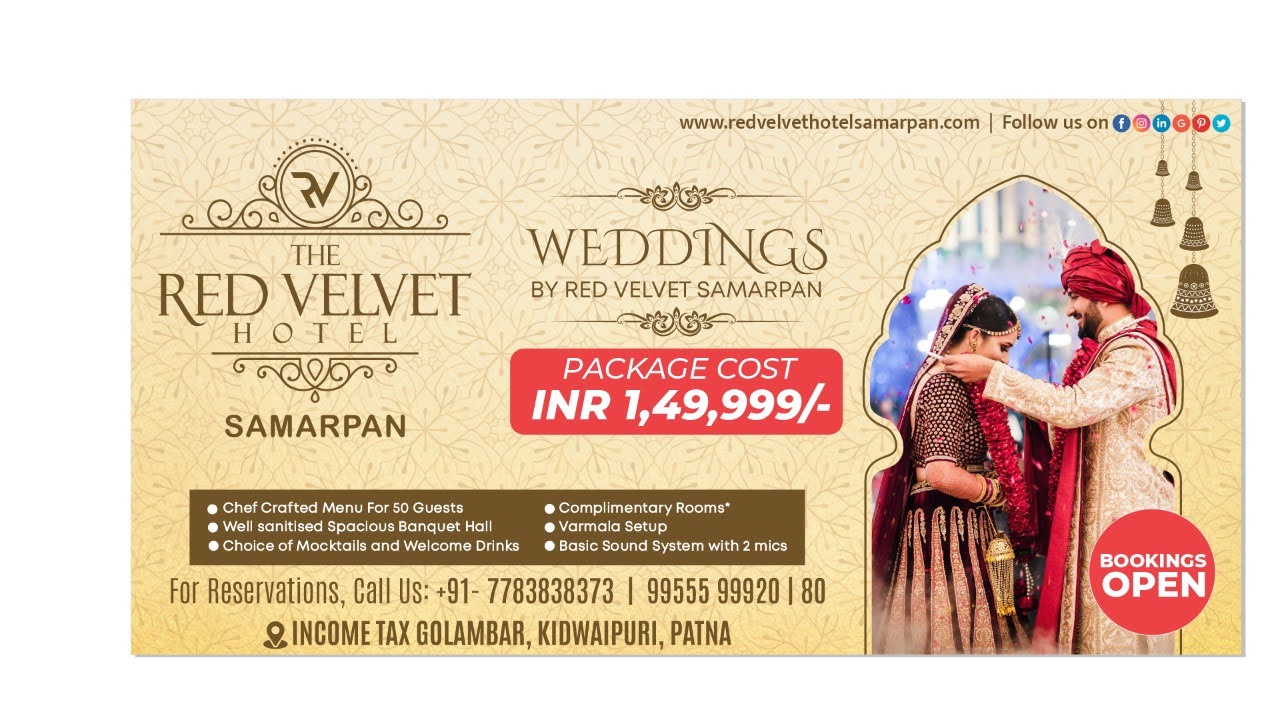 www.redvelvethotelsamarpan.com | Follow us on
RV
THE
RED VELVET
HOTEL
SAMARPAN
WEDDINGS
BY RED VELVET SAMARPAN
PACKAGE COST
INR 1,49,999/-
Chef Crafted Menu For 50 Guests
Well sanitised Spacious Banquet Hall
Choice of Mocktails and Welcome Drinks
Complimentary Rooms*
Varmala Setup
Basic Sound System with 2 mics
For Reservations, Call Us: +91- 7783838373 | 99555 99920 | 80
INCOME TAX GOLAMBAR, KIDWAIPURI, PATNA
BOOKINGS
OPEN